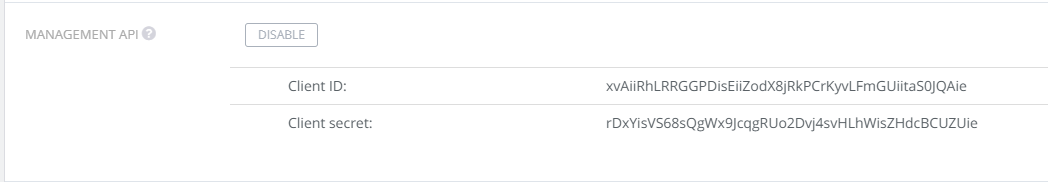 MANAGEMENT API ?
DISABLE
Client ID: xvAiiRhLRRGGPDisEiiZodX8jRkPCrKyvLFmGUiitaS0JQAie
Client secret: rDxYisVS68sQgWx9JcqgRUo2Dvj4svHLhWisZHdcBCUZUie